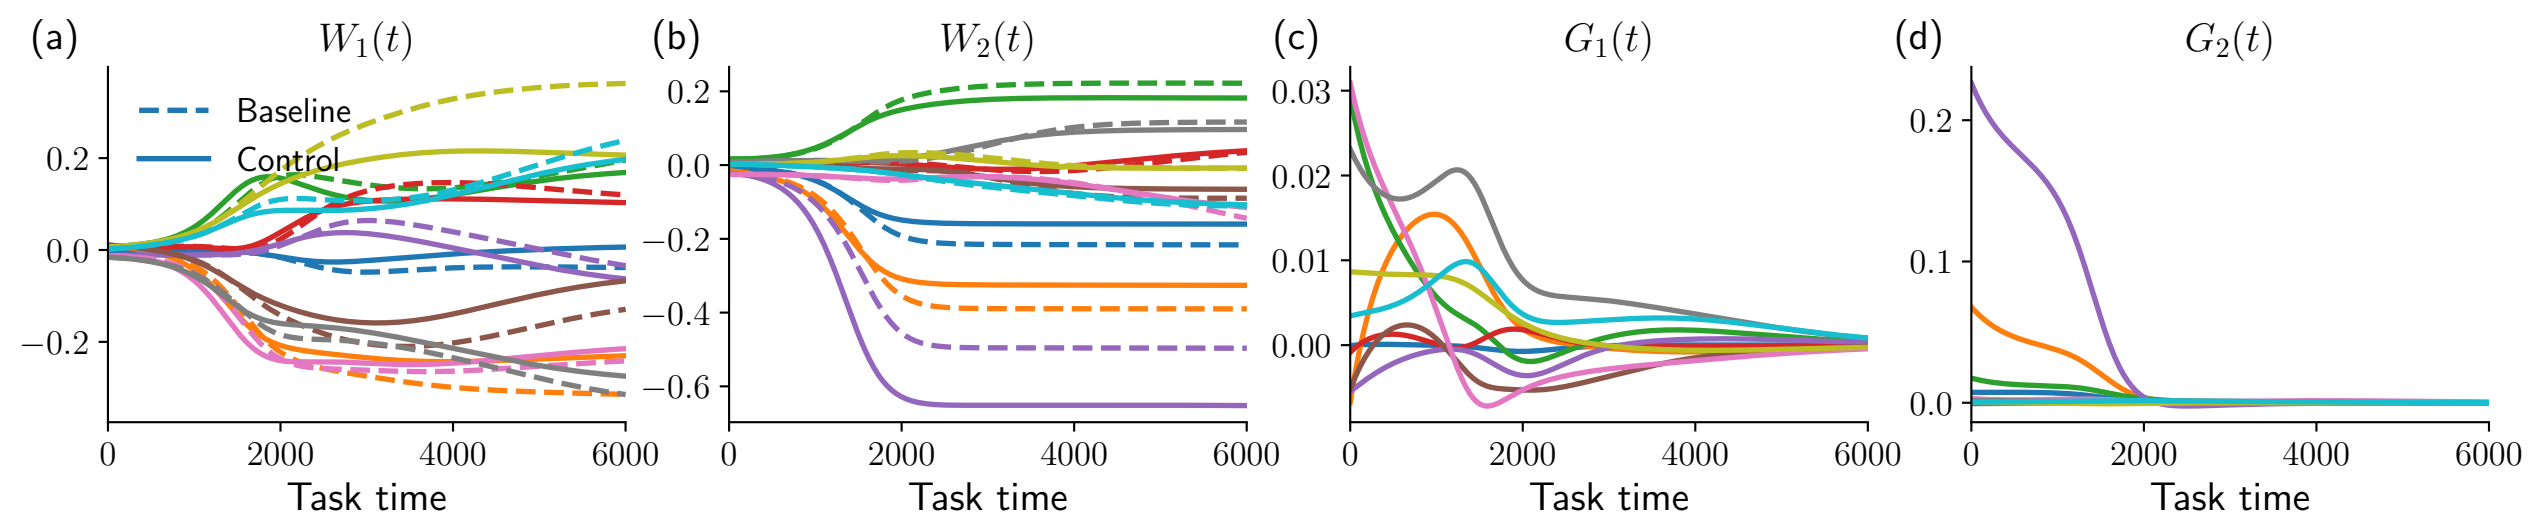 (a) W₁(t)
0.2
0.0
−0.2
Baseline
Control
0 2000 4000 6000
Task time
(b) W₂(t)
0.2
0.0
−0.2
−0.4
−0.6
0 2000 4000 6000
Task time
(c) G₁(t)
0.03
0.02
0.01
0.00
0 2000 4000 6000
Task time
(d) G₂(t)
0.2
0.1
0.0
0 2000 4000 6000
Task time